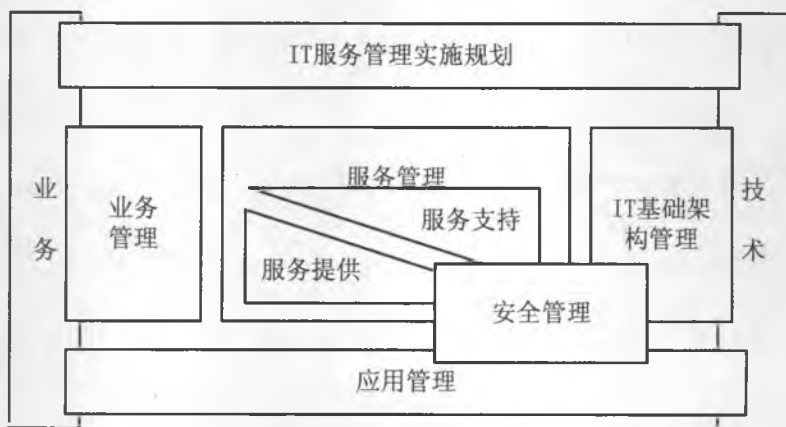 IT服务管理实施规划
业
务
业务
管理
服务管理
服务支持
服务提供
安全管理
IT基础架
构管理
技
术
应用管理